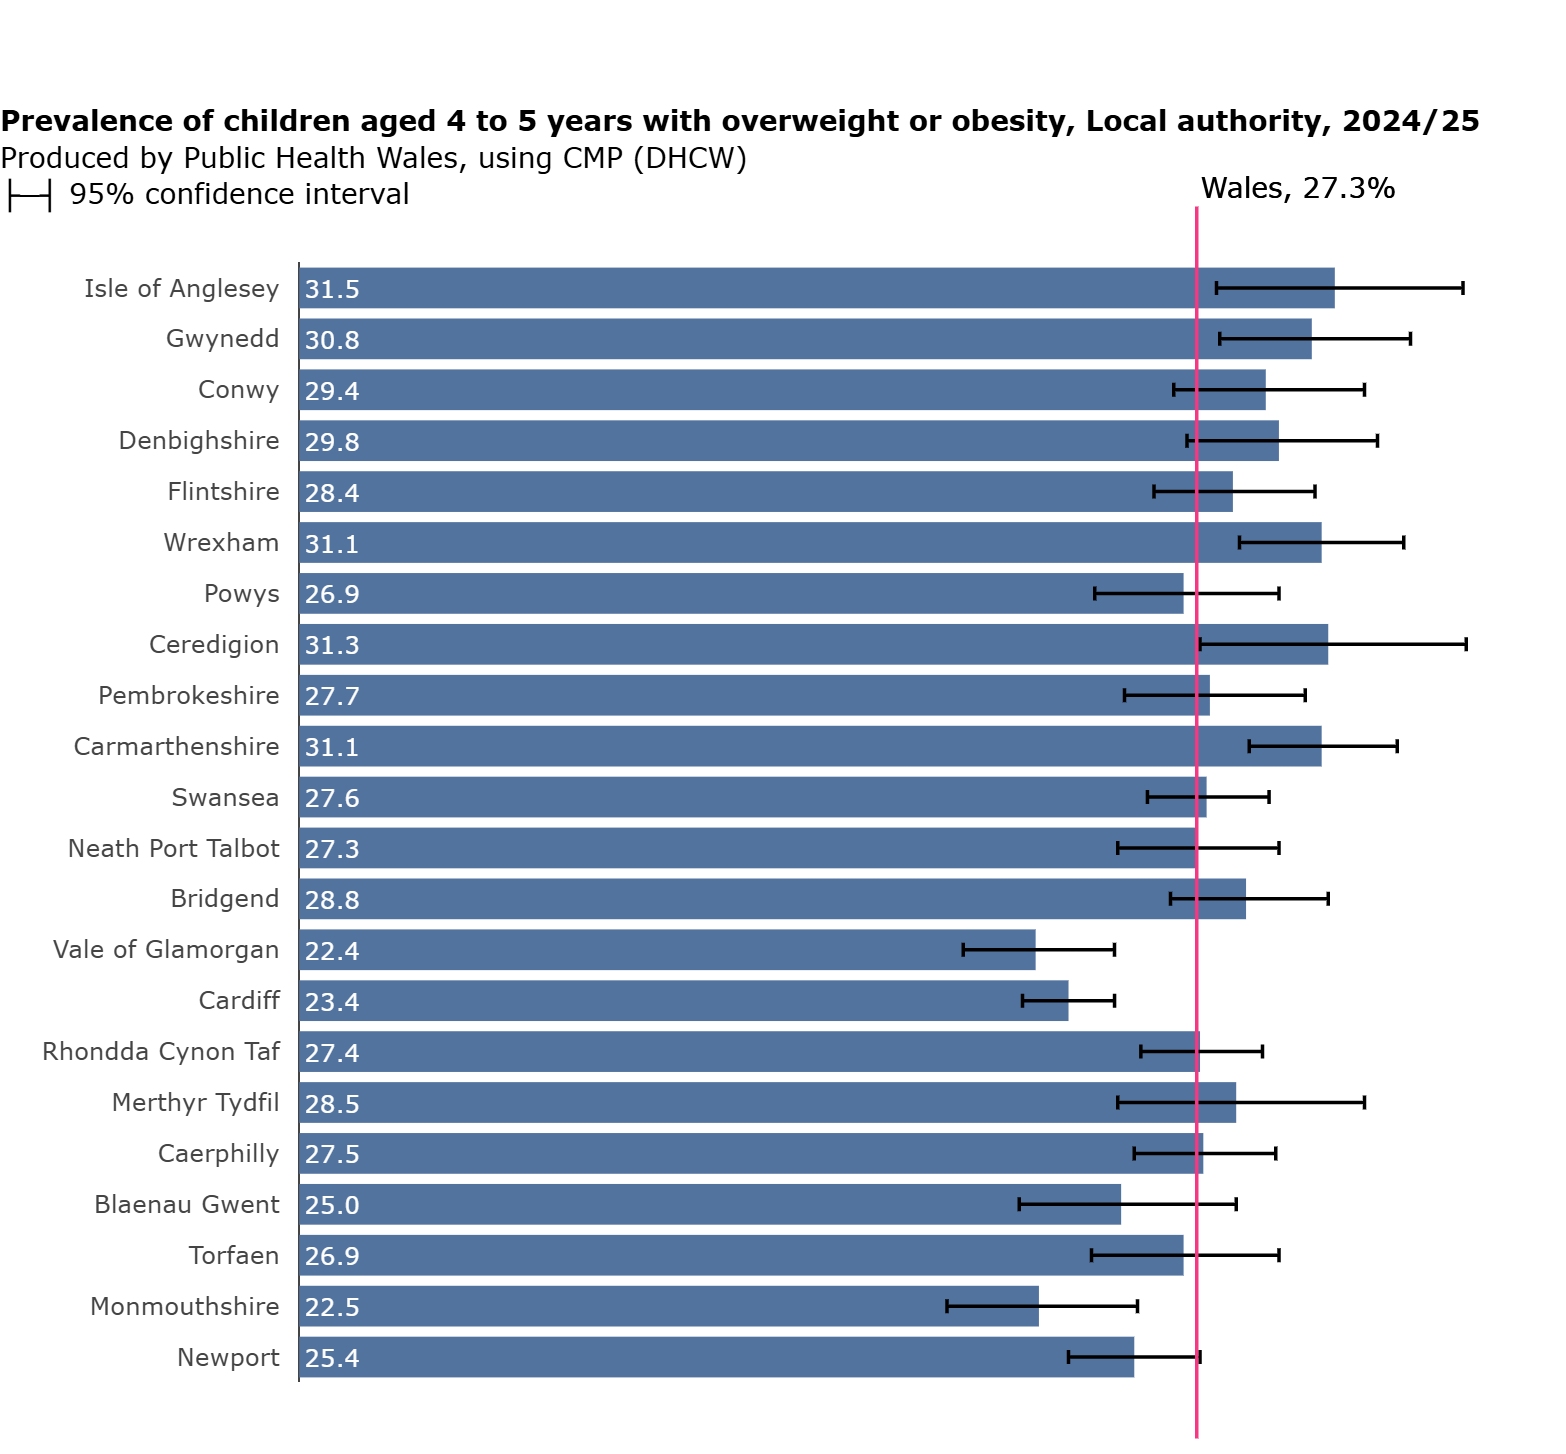 Prevalence of children aged 4 to 5 years with overweight or obesity, Local authority, 2024/25
Produced by Public Health Wales, using CMP (DHCW)
95% confidence interval
Wales, 27.3%
Isle of Anglesey 31.5
Gwynedd 30.8
Conwy 29.4
Denbighshire 29.8
Flintshire 28.4
Wrexham 31.1
Powys 26.9
Ceredigion 31.3
Pembrokeshire 27.7
Carmarthenshire 31.1
Swansea 27.6
Neath Port Talbot 27.3
Bridgend 28.8
Vale of Glamorgan 22.4
Cardiff 23.4
Rhondda Cynon Taf 27.4
Merthyr Tydfil 28.5
Caerphilly 27.5
Blaenau Gwent 25.0
Torfaen 26.9
Monmouthshire 22.5
Newport 25.4